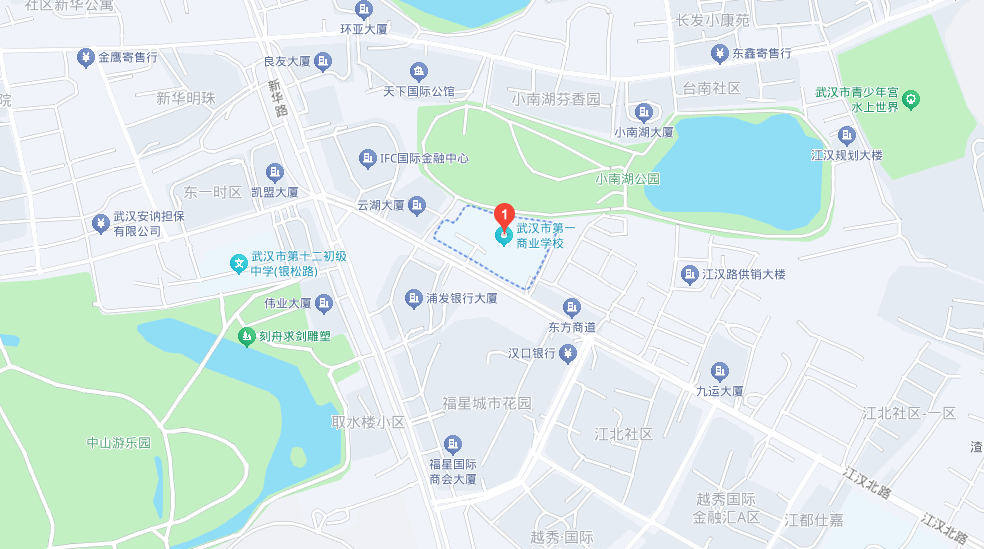 社区新华公寓
环亚大厦
长发小康苑
金鹰寄售行
良友大厦
东鑫寄售行
天下国际公馆
新华明珠
小南湖芬香园
台南社区
武汉市青少年宫
水上世界
院
新华路
小南湖大厦
江汉规划大楼
IFC国际金融中心
小南湖公园
东一时区
凯盟大厦
云湖大厦
1
武汉安讷担保
有限公司
武汉市第一
商业学校
武汉市第十二初级
中学(银松路)
江汉路供销大楼
伟业大厦
浦发银行大厦
东方商道
刻舟求剑雕塑
汉口银行
九运大厦
福星城市花园
取水楼小区
江北社区-一区
江北社区
中山游乐园
渣
福星国际
商会大厦
江汉北路
越秀国际
金融汇A区
江都仕嘉
江汉北路
越秀·国际